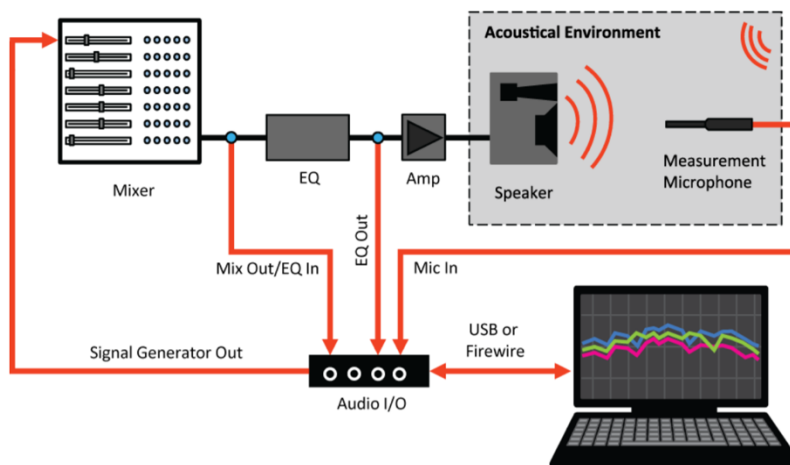 Acoustical Environment
Mixer
EQ
Amp
Speaker
Measurement
Microphone
Mix Out/EQ In
EQ Out
Mic In
Signal Generator Out
USB or
Firewire
Audio I/O